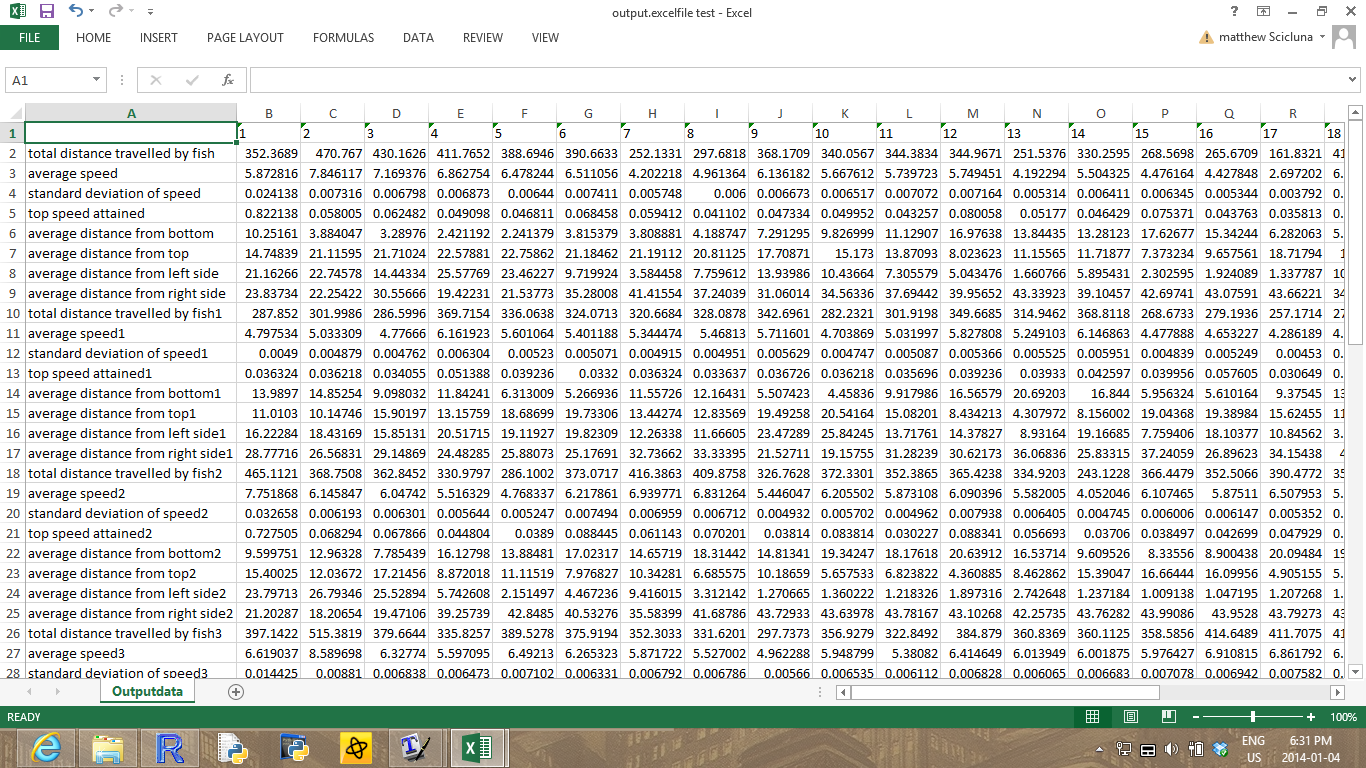 output.excelfile test - Excel
FILE HOME INSERT PAGE LAYOUT FORMULAS DATA REVIEW VIEW matthew Scicluna
A1 fx
A B C D E F G H I J K L M N O P Q R
1 1 2 3 4 5 6 7 8 9 10 11 12 13 14 15 16 17 18
2 total distance travelled by fish 352.3689 470.767 430.1626 411.7652 388.6946 390.6633 252.1331 297.6818 368.1709 340.0567 344.3834 344.9671 251.5376 330.2595 268.5698 265.6709 161.8321 41
3 average speed 5.872816 7.846117 7.169376 6.862754 6.478244 6.511056 4.202218 4.961364 6.136182 5.667612 5.739723 5.749451 4.192294 5.504325 4.476164 4.427848 2.697202 6.
4 standard deviation of speed 0.024138 0.007316 0.006798 0.006873 0.00644 0.007411 0.005748 0.006 0.006673 0.006517 0.007072 0.007164 0.005314 0.006411 0.006345 0.005344 0.003792 0.
5 top speed attained 0.822138 0.058005 0.062482 0.049098 0.046811 0.068458 0.059412 0.041102 0.047334 0.049952 0.043257 0.080058 0.05177 0.046429 0.075371 0.043763 0.035813 0.
6 average distance from bottom 10.25161 3.884047 3.28976 2.421192 2.241379 3.815379 3.808881 4.188747 7.291295 9.826999 11.12907 16.97638 13.84435 13.28123 17.62677 15.34244 6.282063 5.
7 average distance from top 14.74839 21.11595 21.71024 22.57881 22.75862 21.18462 21.19112 20.81125 17.70871 15.173 13.87093 8.023623 11.15565 11.71877 7.373234 9.657561 18.71794 1
8 average distance from left side 21.16266 22.74578 14.44334 25.57769 23.46227 9.719924 3.584458 7.759612 13.93986 10.43664 7.305579 5.043476 1.660766 5.895431 2.302595 1.924089 1.337787 10
9 average distance from right side 23.83734 22.25422 30.55666 19.42231 21.53773 35.28008 41.41554 37.24039 31.06014 34.56336 37.69442 39.95652 43.33923 39.10457 42.69741 43.07591 43.66221 34
10 total distance travelled by fish1 287.852 301.9986 286.5996 369.7154 336.0638 324.0713 320.6684 328.0878 342.6961 282.2321 301.9198 349.6685 314.9462 368.8118 268.6733 279.1936 257.1714 27
11 average speed1 4.797534 5.033309 4.77666 6.161923 5.601064 5.401188 5.344474 5.46813 5.711601 4.703869 5.031997 5.827808 5.249103 6.146863 4.477888 4.653227 4.286189 4.
12 standard deviation of speed1 0.0049 0.004879 0.004762 0.006304 0.00523 0.005071 0.004915 0.004951 0.005629 0.004747 0.005087 0.005366 0.005525 0.005951 0.004839 0.005249 0.00453 0.
13 top speed attained1 0.036324 0.036218 0.034055 0.051388 0.039236 0.0332 0.036324 0.033637 0.036726 0.036218 0.035696 0.039236 0.03933 0.042597 0.039956 0.057605 0.030649 0.
14 average distance from bottom1 13.9897 14.85254 9.098032 11.84241 6.313009 5.266936 11.55726 12.16431 5.507423 4.45836 9.917986 16.56579 20.69203 16.844 5.956324 5.610164 9.37545 13
15 average distance from top1 11.0103 10.14746 15.90197 13.15759 18.68699 19.73306 13.44274 12.83569 19.49258 20.54164 15.08201 8.434213 4.307972 8.156002 19.04368 19.38984 15.62455 11
16 average distance from left side1 16.22284 18.43169 15.85131 20.51715 19.11927 19.82309 12.26338 11.66605 23.47289 25.84245 13.71761 14.37827 8.93164 19.16685 7.759406 18.10377 10.84562 3.
17 average distance from right side1 28.77716 26.56831 29.14869 24.48285 25.88073 25.17691 32.73662 33.33395 21.52711 19.15755 31.28239 30.62173 36.06836 25.83315 37.24059 26.89623 34.15438 4
18 total distance travelled by fish2 465.1121 368.7508 362.8452 330.9797 286.1002 373.0717 416.3863 409.8758 326.7628 372.3301 352.3865 365.4238 334.9203 243.1228 366.4479 352.5066 390.4772 35
19 average speed2 7.751868 6.145847 6.04742 5.516329 4.768337 6.217861 6.939771 6.831264 5.446047 6.205502 5.873108 6.090396 5.582005 4.052046 6.107465 5.87511 6.507953 5.
20 standard deviation of speed2 0.032658 0.006193 0.006301 0.005644 0.005247 0.007494 0.006959 0.006712 0.004932 0.005702 0.004962 0.007938 0.006405 0.004745 0.006006 0.006147 0.005352 0.
21 top speed attained2 0.727505 0.068294 0.067866 0.044804 0.0389 0.088445 0.061143 0.070201 0.03814 0.083814 0.030227 0.088341 0.056693 0.03706 0.038497 0.042699 0.047929 0.
22 average distance from bottom2 9.599751 12.96328 7.785439 16.12798 13.88481 17.02317 14.65719 18.31442 14.81341 19.34247 18.17618 20.63912 16.53714 9.609526 8.33556 8.900438 20.09484 19
23 average distance from top2 15.40025 12.03672 17.21456 8.872018 11.11519 7.976827 10.34281 6.685575 10.18659 5.657533 6.823822 4.360885 8.462862 15.39047 16.66444 16.09956 4.905155 5.
24 average distance from left side2 23.79713 26.79346 25.52894 5.742608 2.151497 4.467236 9.416015 3.312142 1.270665 1.360222 1.218326 1.897316 2.742648 1.237184 1.009138 1.047195 1.207268 1.
25 average distance from right side2 21.20287 18.20654 19.47106 39.25739 42.8485 40.53276 35.58399 41.68786 43.72933 43.63978 43.78167 43.10268 42.25735 43.76282 43.99086 43.9528 43.79273 43
26 total distance travelled by fish3 397.1422 515.3819 379.6644 335.8257 389.5278 375.9194 352.3033 331.6201 297.7373 356.9279 322.8492 384.879 360.8369 360.1125 358.5856 414.6489 411.7075 41
27 average speed3 6.619037 8.589698 6.32774 5.597095 6.49213 6.265323 5.871722 5.527002 4.962288 5.948799 5.38082 6.414649 6.013949 6.001875 5.976427 6.910815 6.861792 6.
28 standard deviation of speed3 0.014425 0.00881 0.006838 0.006473 0.007102 0.006331 0.006792 0.006786 0.00566 0.006535 0.006112 0.006828 0.006065 0.006683 0.007078 0.006942 0.007582 0.
Outputdata
READY 100%
ENG 6:31 PM
US 2014-01-04